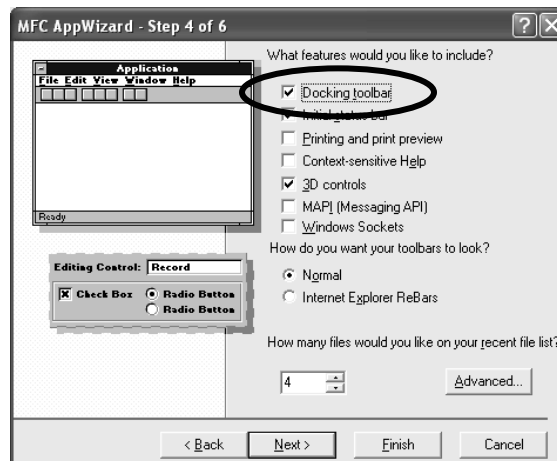 MFC AppWizard - Step 4 of 6
Application
File Edit View Window Help
Ready
Editing Control: Record
Check Box
Radio Button
Radio Button
What features would you like to include?
Docking toolbar
Initial status bar
Printing and print preview
Context-sensitive Help
3D controls
MAPI (Messaging API)
Windows Sockets
How do you want your toolbars to look?
Normal
Internet Explorer ReBars
How many files would you like on your recent file list?
4
Advanced...
< Back
Next >
Finish
Cancel